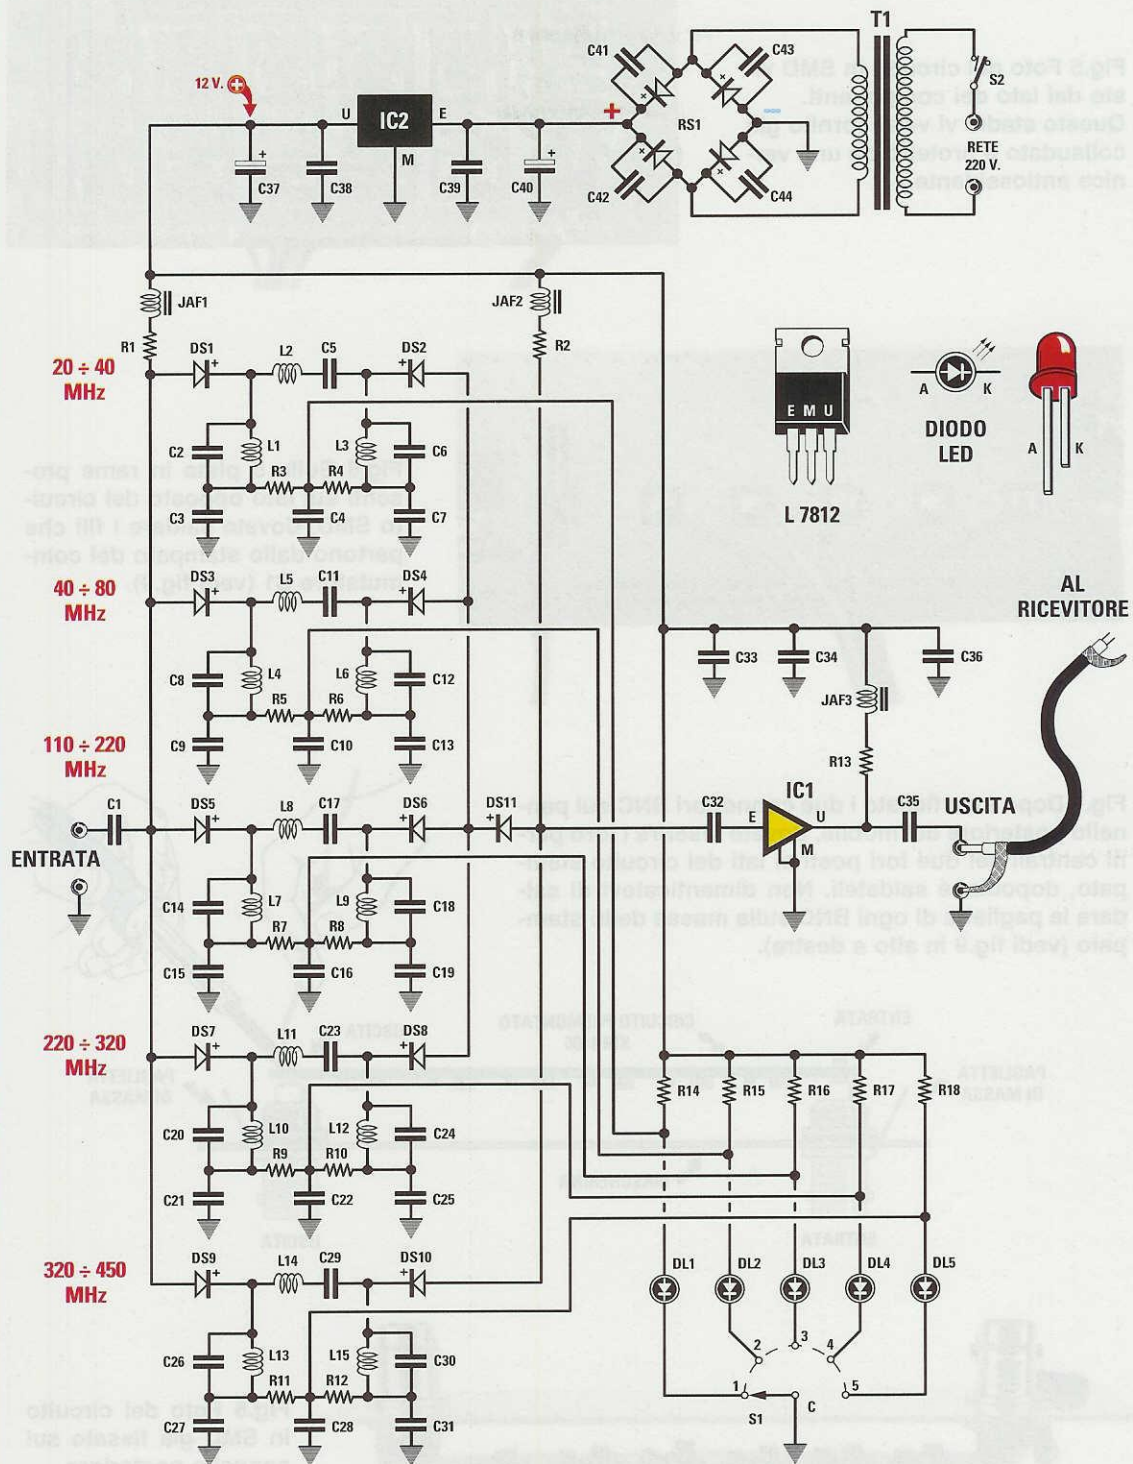 T1
C41
C43
S2
12 V.
U
IC2
E
+
-
RS1
RETE
220 V.
M
+
C37
C38
C39
+
C40
C42
C44
JAF1
JAF2
R1
R2
20 ÷ 40
MHz
DS1
L2
C5
DS2
C2
L1
L3
C6
R3
R4
C3
C4
C7
E M U
L 7812
A
K
DIODO
LED
A
K
40 ÷ 80
MHz
DS3
L5
C11
DS4
C8
L4
L6
C12
R5
R6
C9
C10
C13
C33
C34
C36
JAF3
R13
AL
RICEVITORE
110 ÷ 220
MHz
C1
ENTRATA
DS5
L8
C17
DS6
DS11
C32
E
IC1
U
M
C35
USCITA
C14
L7
L9
C18
R7
R8
C15
C16
C19
220 ÷ 320
MHz
DS7
L11
C23
DS8
C20
L10
L12
C24
R9
R10
C21
C22
C25
R14
R15
R16
R17
R18
320 ÷ 450
MHz
DS9
L14
C29
DS10
C26
L13
L15
C30
R11
R12
C27
C28
C31
DL1
DL2
DL3
DL4
DL5
1
2
3
4
5
S1
C